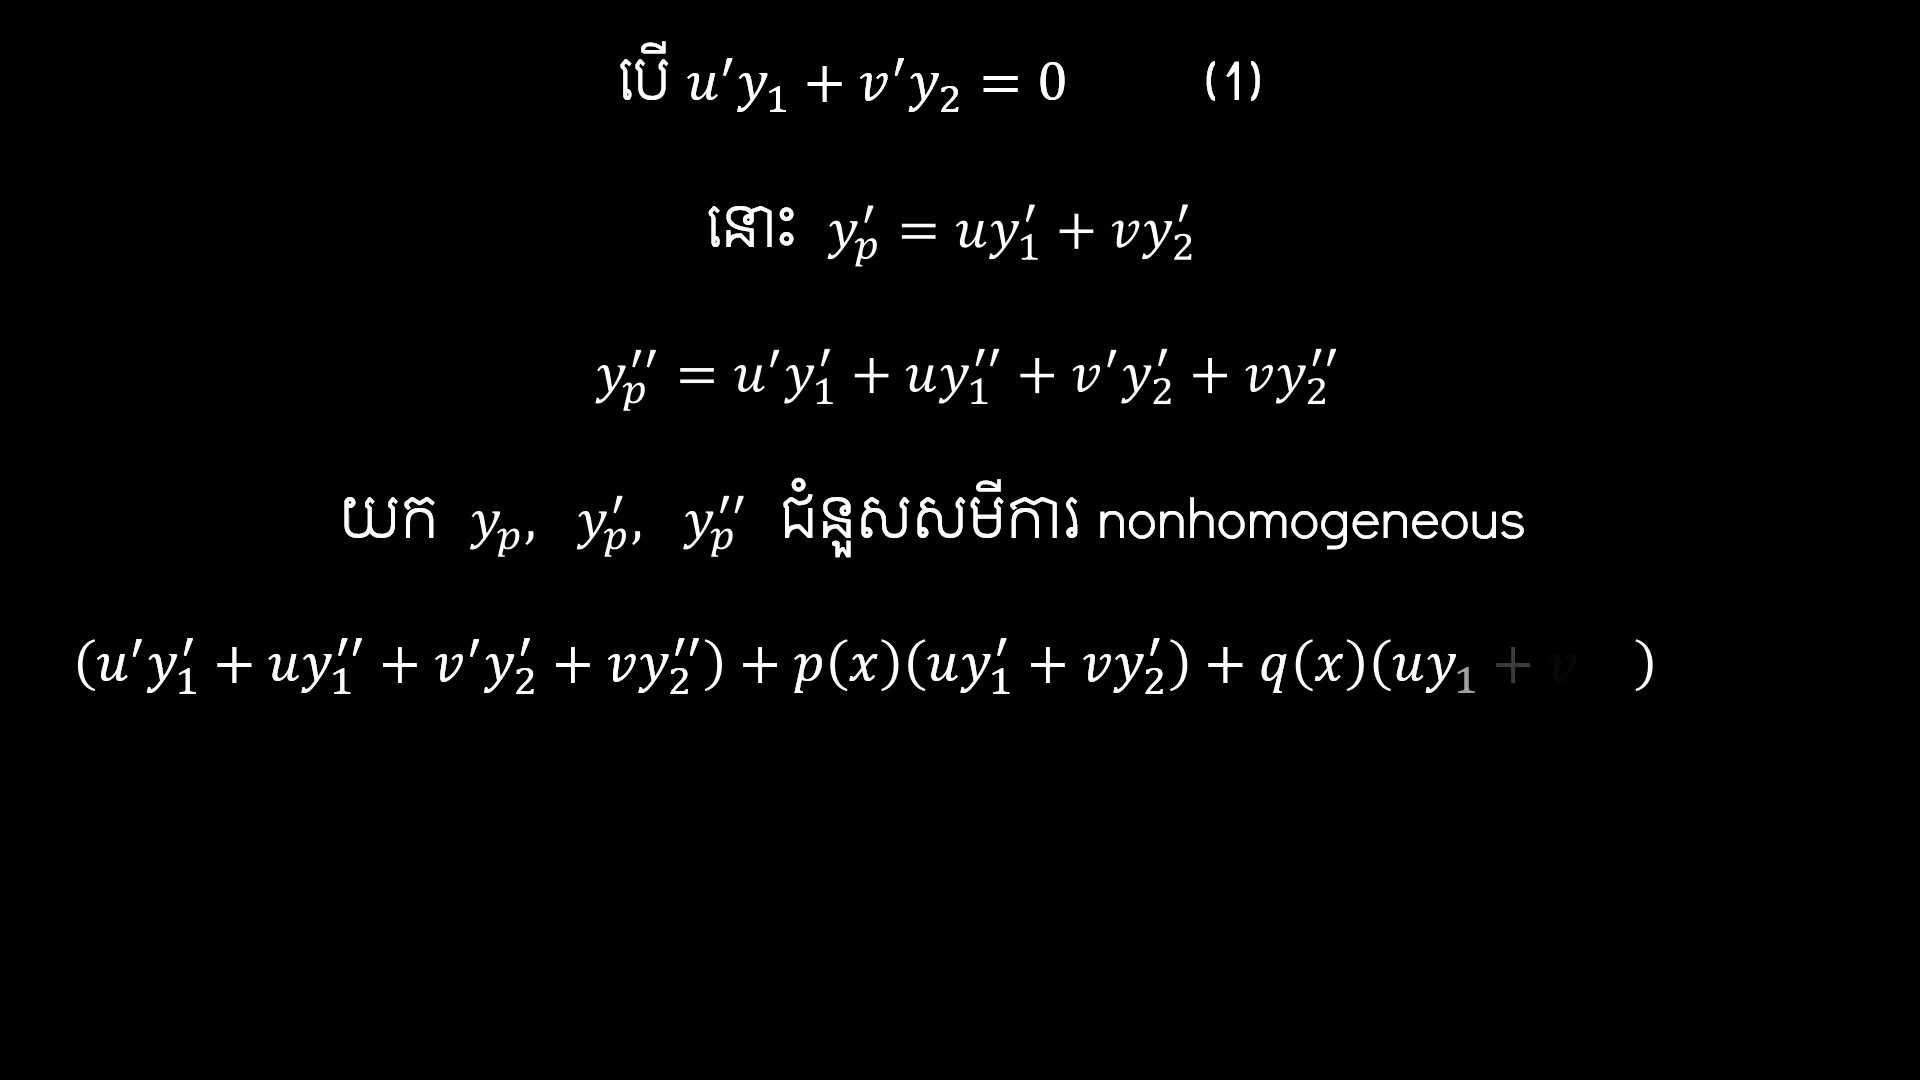 បើ u′y₁ + v′y₂ = 0 (1)
នោះ y′ₚ = uy′₁ + vy′₂
y″ₚ = u′y′₁ + uy″₁ + v′y′₂ + vy″₂
យក yₚ, y′ₚ, y″ₚ ជំនួសសមីការ nonhomogeneous
(u′y′₁ + uy″₁ + v′y′₂ + vy″₂) + p(x)(uy′₁ + vy′₂) + q(x)(uy₁ + v )